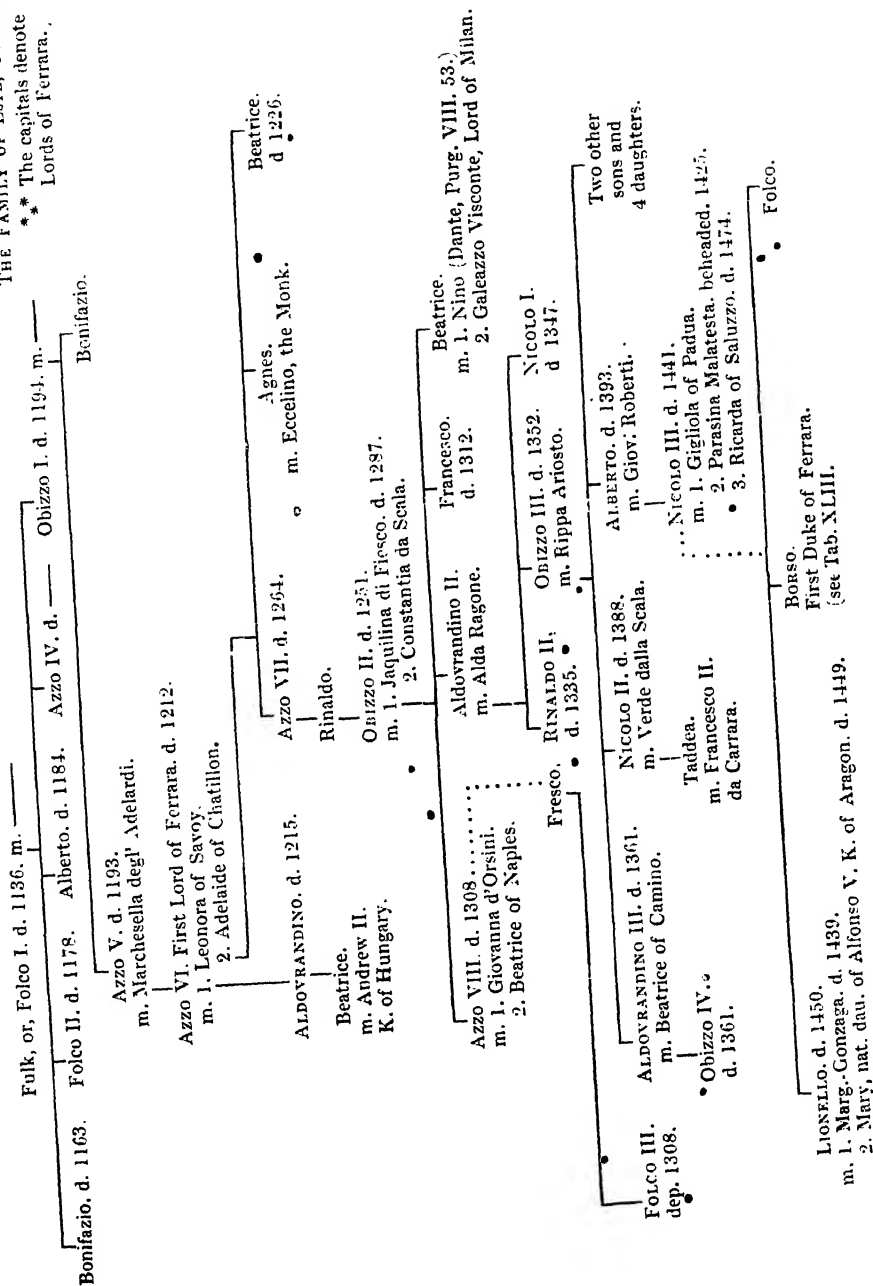 THE FAMILY OF ESTE,
*** The capitals denote
Lords of Ferrara.
Fulk, or, Folco I. d. 1136. m. ——
Bonifazio. d. 1163.
Folco II. d. 1178.
Alberto. d. 1184.
Azzo IV. d. ——
Obizzo I. d. 1194. m. ——
Azzo V. d. 1193.
m. Marchesella degl' Adelardi.
Bonifazio.
Azzo VI. First Lord of Ferrara. d. 1212.
m. 1. Leonora of Savoy.
2. Adelaide of Chatillon.
ALDOVRANDINO. d. 1215.
Azzo VII. d. 1264.
Agnes.
m. Eccelino, the Monk.
Beatrice.
d 1226.
Beatrice.
m. Andrew II.
K. of Hungary.
Rinaldo.
OBIZZO II. d. 1251.
m. 1. Jaquilina di Fiesco. d. 1287.
2. Constantia da Scala.
Azzo VIII. d. 1308.........
m. 1. Giovanna d'Orsini.
2. Beatrice of Naples.
Aldovrandino II.
m. Alda Ragone.
Francesco.
d. 1312.
Beatrice.
m. 1. Nino (Dante, Purg. VIII. 53.)
2. Galeazzo Visconte, Lord of Milan.
Fresco.
RINALDO II.
d. 1335.
OBIZZO III. d. 1352.
m. Rippa Ariosto.
NICOLO I.
d 1347.
FOLCO III.
dep. 1308.
ALDOVRANDINO III. d. 1361.
m. Beatrice of Camino.
NICOLO II. d. 1388.
m. Verde dalla Scala.
ALBERTO. d. 1393.
m. Giov. Roberti.
Two other
sons and
4 daughters.
Obizzo IV.
d. 1361.
Taddea.
m. Francesco II.
da Carrara.
...NICOLO III. d. 1441.
m. 1. Gigliola of Padua.
2. Parasina Malatesta. beheaded. 1425.
3. Ricarda of Saluzzo. d. 1474.
LIONELLO. d. 1450.
m. 1. Marg.-Gonzaga. d. 1439.
2. Mary, nat. dau. of Alfonso V. K. of Aragon. d. 1449.
BORSO.
First Duke of Ferrara.
(see Tab. XLIII.
Folco.